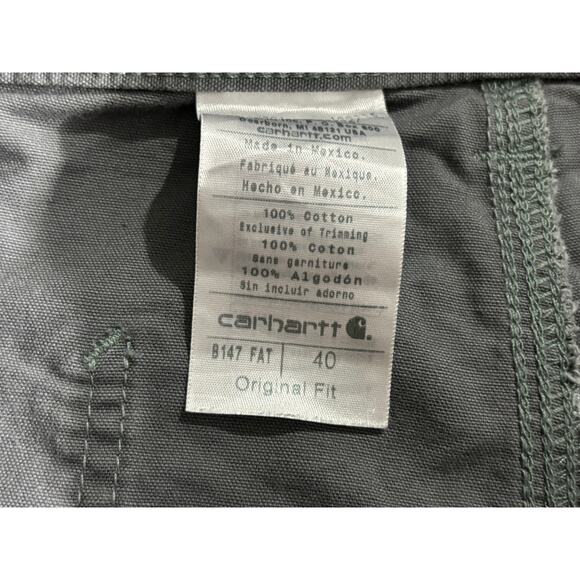 Dearborn, MI 48121 USA
carhartt.com
Made in Mexico.
Fabriqué au Mexique.
Hecho en Mexico.
100% Cotton
Exclusive of Trimming
100% Coton
Sans garniture
100% Algodón
Sin incluir adorno
carhartt
B147 FAT 40
Original Fit